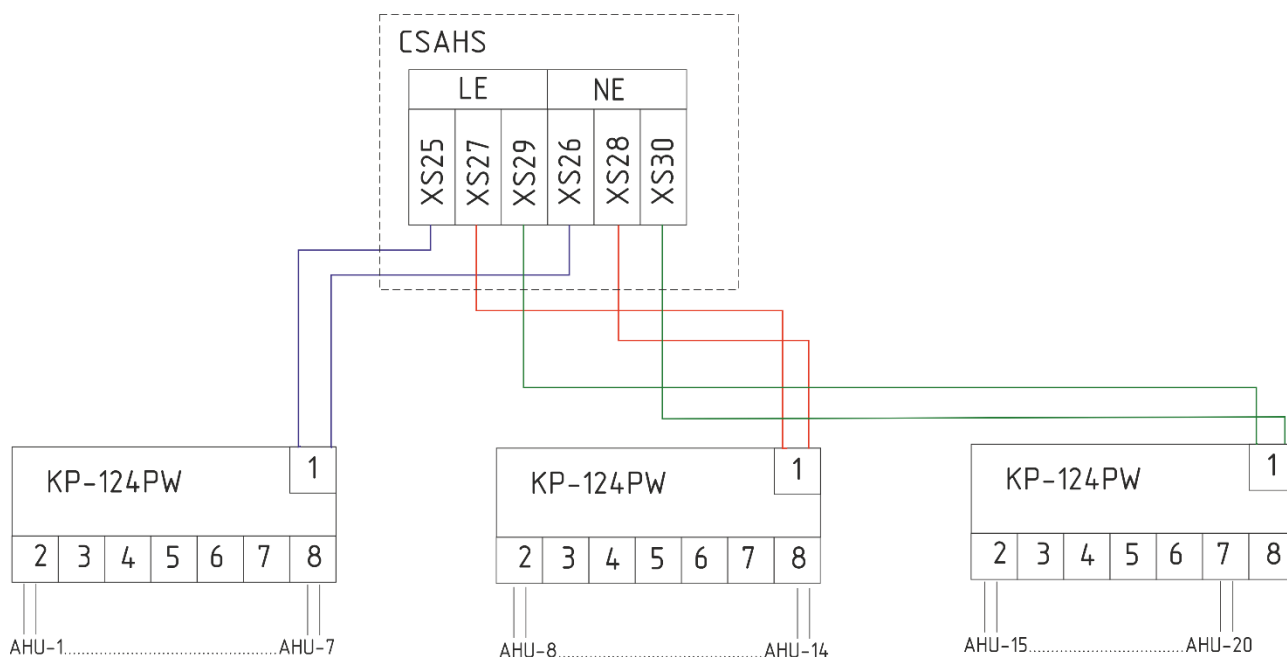 CSAHS
LE NE
XS25 XS27 XS29 XS26 XS28 XS30
KP-124PW 1
2 3 4 5 6 7 8
AHU-1 AHU-7
KP-124PW 1
2 3 4 5 6 7 8
AHU-8 AHU-14
KP-124PW 1
2 3 4 5 6 7 8
AHU-15 AHU-20